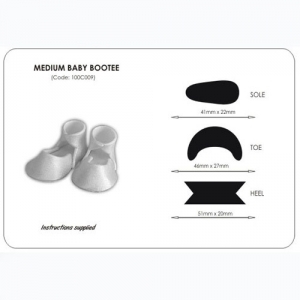 MEDIUM BABY BOOTEE
(Code: 100C009)
SOLE
41mm x 22mm
TOE
46mm x 27mm
HEEL
51mm x 20mm
Instructions supplied